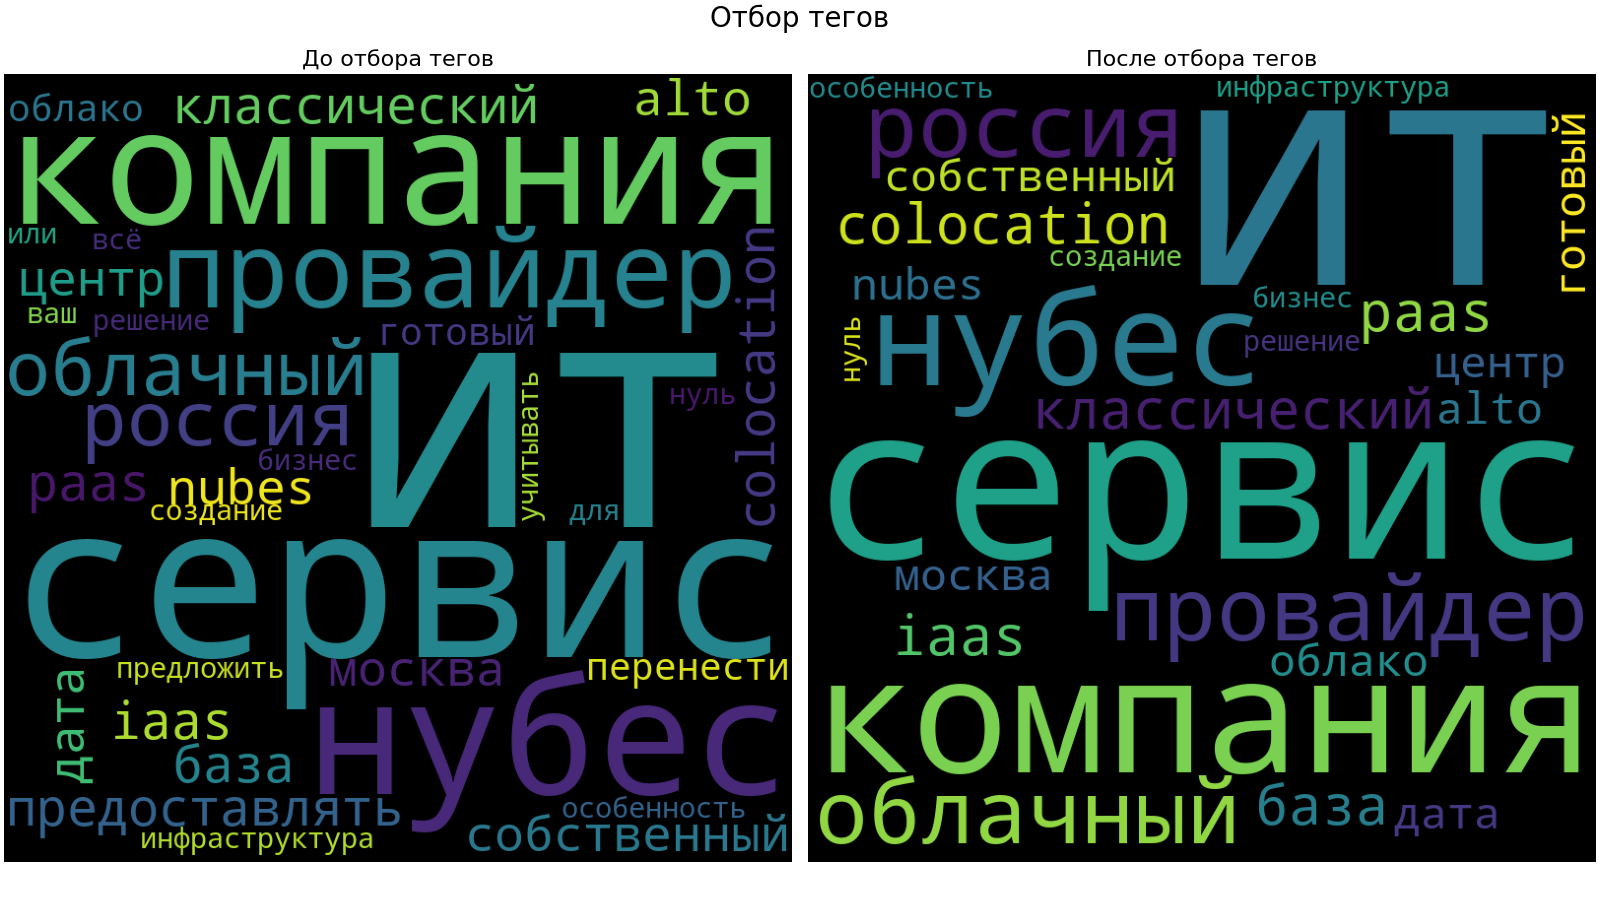 Отбор тегов
До отбора тегов
облако
классический
alto
компания
или
всё
центр
провайдер
ваш
решение
готовый
colocation
облачный
ит
россия
учитывать
нуль
бизнес
paas
nubes
создание
для
сервис
дата
предложить
москва
перенести
iaas
нубес
база
предоставлять
особенность
инфраструктура
собственный
После отбора тегов
особенность
инфраструктура
россия
ит
готовый
собственный
colocation
создание
nubes
нубес
бизнес
paas
нуль
решение
центр
классический
alto
сервис
москва
провайдер
iaas
облако
компания
облачный
база
дата